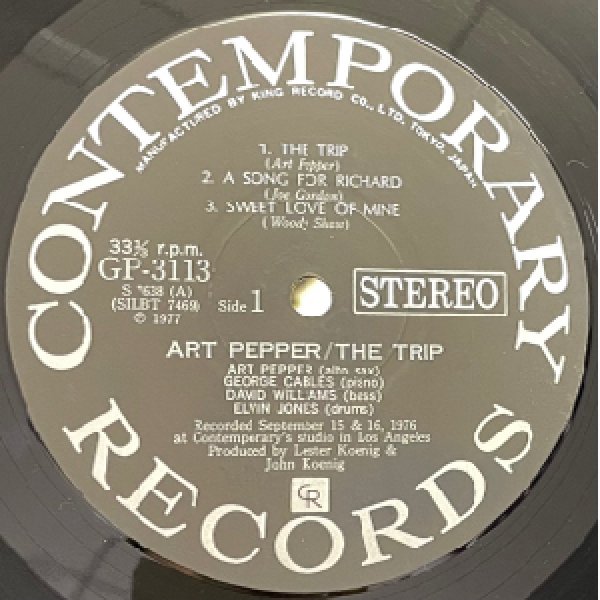 CONTEMPORARY
MANUFACTURED BY KING RECORD CO., LTD. TOKYO, JAPAN
1. THE TRIP
(Art Pepper)
2. A SONG FOR RICHARD
(Joe Gordon)
3. SWEET LOVE OF MINE
(Woody Shaw)
33⅓ r.p.m.
GP-3113
S 7638 (A)
(SILBT 7469)
© 1977
Side 1
STEREO
ART PEPPER/THE TRIP
ART PEPPER (alto sax)
GEORGE CABLES (piano)
DAVID WILLIAMS (bass)
ELVIN JONES (drums)
Recorded September 15 & 16, 1976
at Contemporary's studio in Los Angeles
Produced by Lester Koenig &
John Koenig
CR
RECORDS